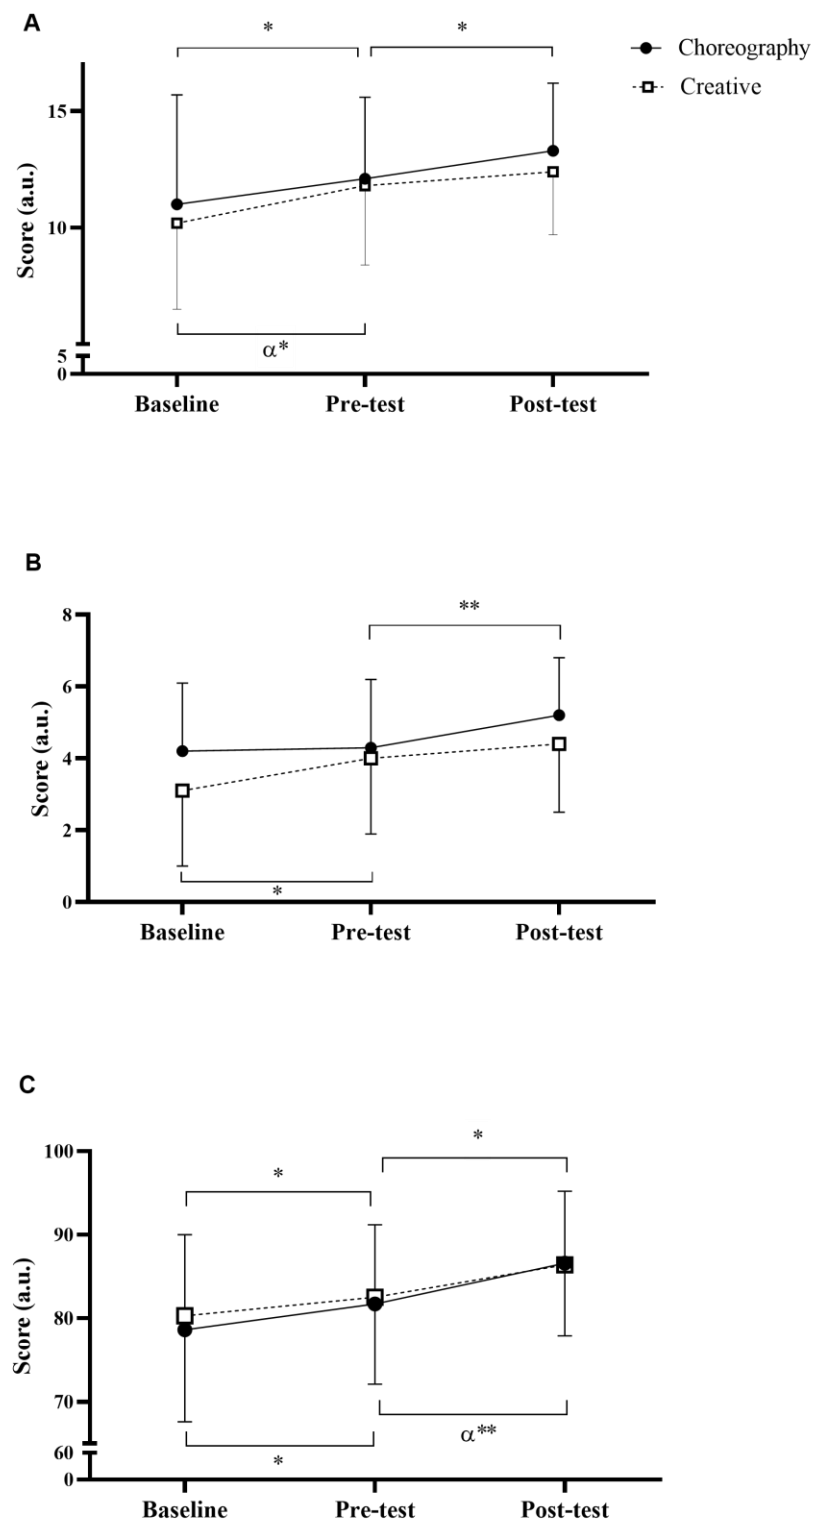 A
*
*
Choreography
Creative
Score (a.u.)
15
10
5
0
α*
Baseline
Pre-test
Post-test
B
**
Score (a.u.)
8
6
4
2
0
*
Baseline
Pre-test
Post-test
C
*
*
Score (a.u.)
100
90
80
70
60
0
*
α**
Baseline
Pre-test
Post-test